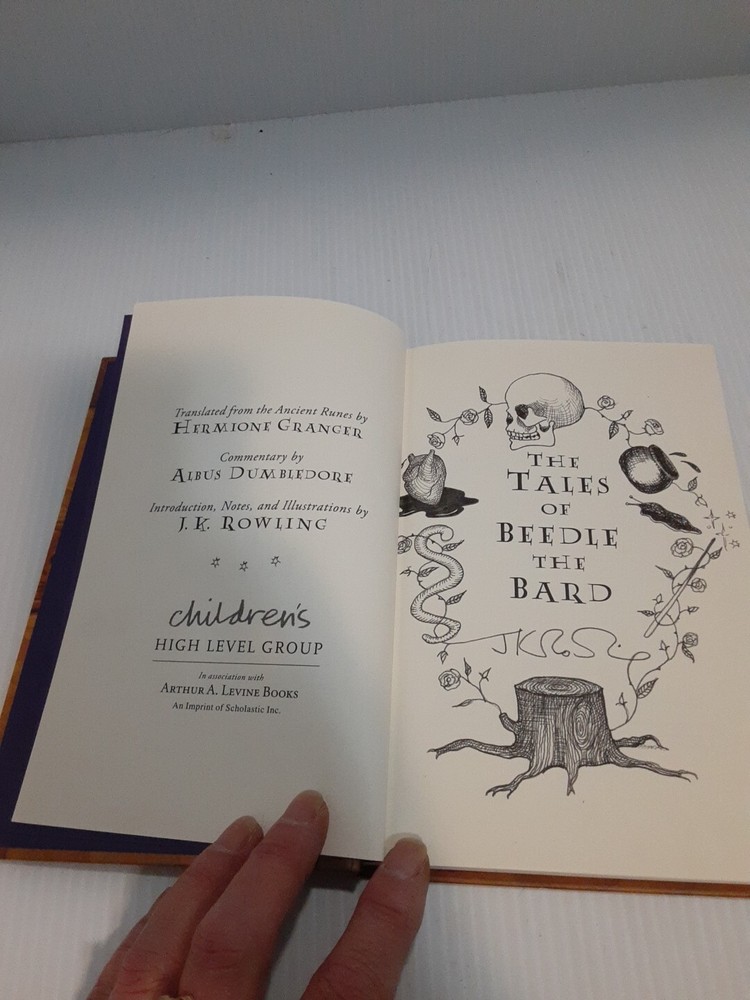 Translated from the Ancient Runes by
HERMIONE GRANGER
Commentary by
ALBUS DUMBLEDORE
Introduction, Notes, and Illustrations by
J. K. ROWLING
children's
HIGH LEVEL GROUP
In association with
ARTHUR A. LEVINE BOOKS
An Imprint of Scholastic Inc.
THE
TALES
OF
BEEDLE
THE
BARD
JKRowling